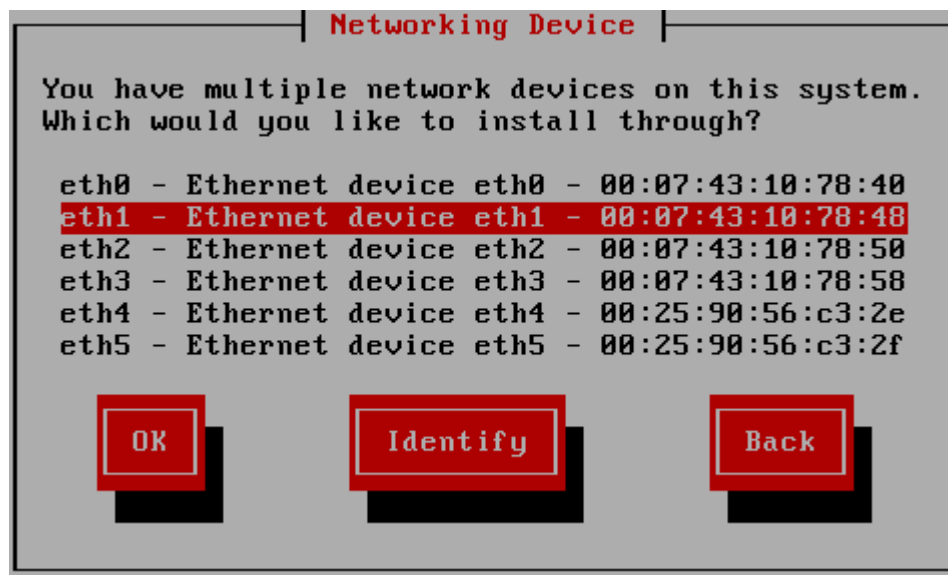 Networking Device
You have multiple network devices on this system.
Which would you like to install through?
eth0 - Ethernet device eth0 - 00:07:43:10:78:40
eth1 - Ethernet device eth1 - 00:07:43:10:78:48
eth2 - Ethernet device eth2 - 00:07:43:10:78:50
eth3 - Ethernet device eth3 - 00:07:43:10:78:58
eth4 - Ethernet device eth4 - 00:25:90:56:c3:2e
eth5 - Ethernet device eth5 - 00:25:90:56:c3:2f
OK Identify Back